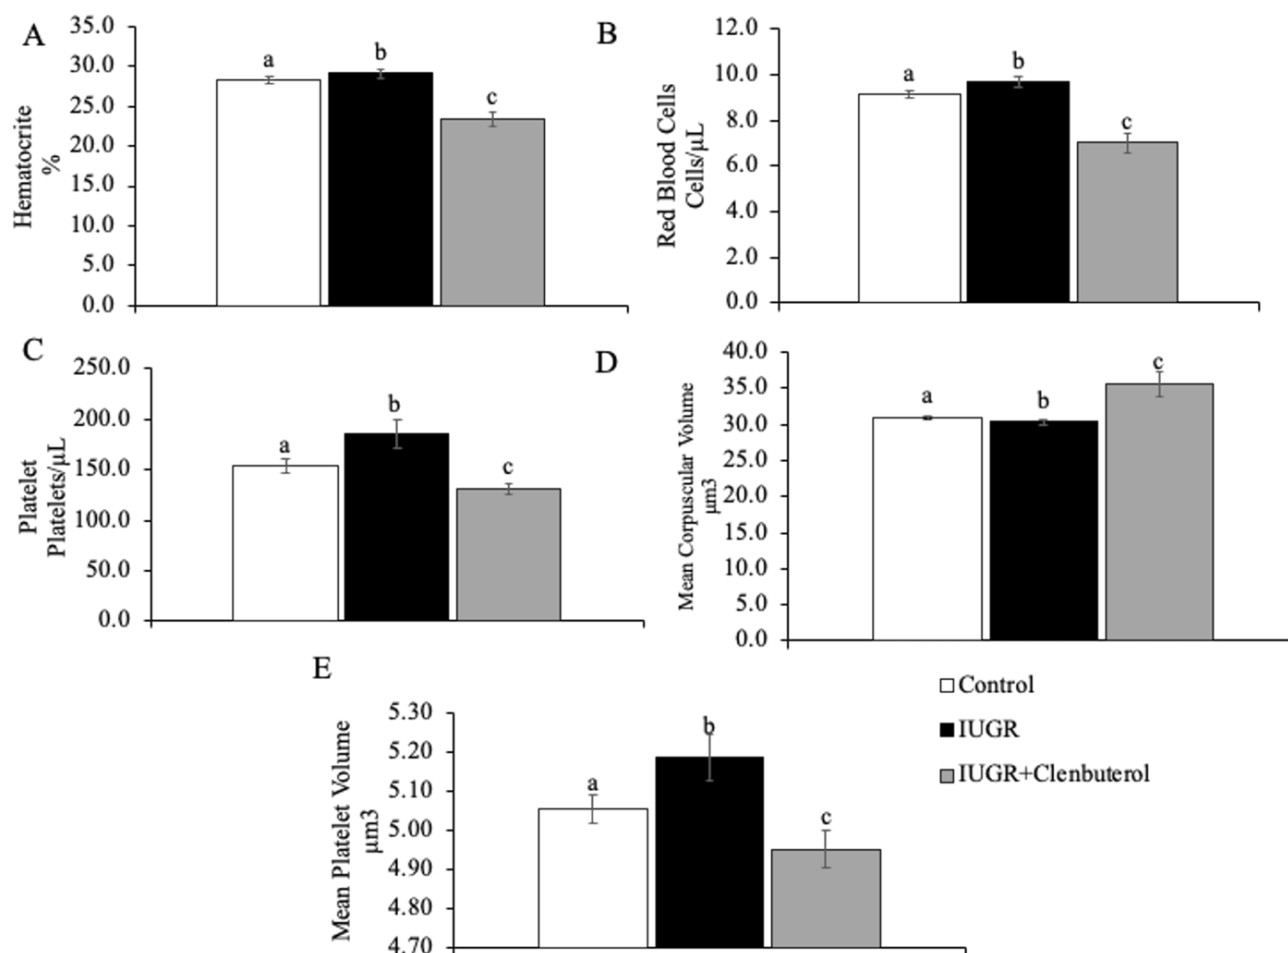 A
35.0
30.0
25.0
20.0
15.0
10.0
5.0
0.0
Hematocrite
%
a
b
c
B
12.0
10.0
8.0
6.0
4.0
2.0
0.0
Red Blood Cells
Cells/μL
a
b
c
C
250.0
200.0
150.0
100.0
50.0
0.0
Platelet
Platelets/μL
a
b
c
D
40.0
35.0
30.0
25.0
20.0
15.0
10.0
5.0
0.0
Mean Corpuscular Volume
μm3
a
b
c
E
5.30
5.20
5.10
5.00
4.90
4.80
4.70
Mean Platelet Volume
μm3
a
b
c
Control
IUGR
IUGR+Clenbuterol